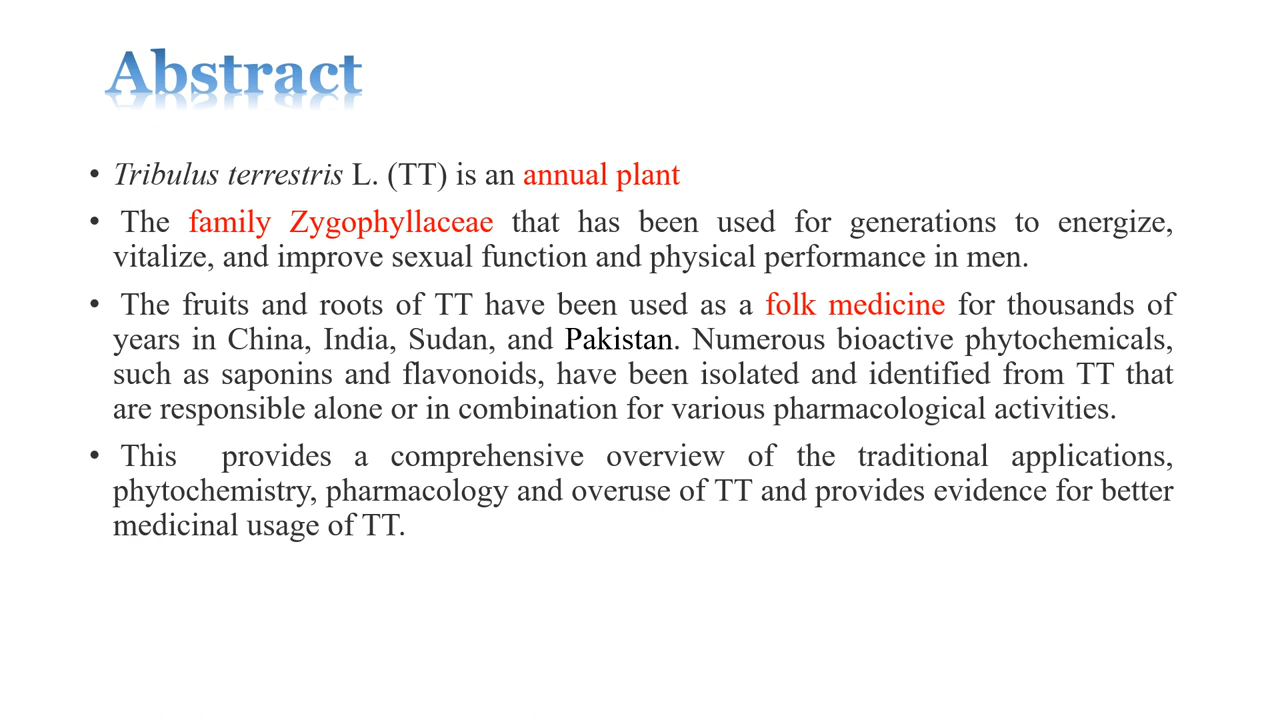 Abstract
• Tribulus terrestris L. (TT) is an annual plant
• The family Zygophyllaceae that has been used for generations to energize,
vitalize, and improve sexual function and physical performance in men.
• The fruits and roots of TT have been used as a folk medicine for thousands of
years in China, India, Sudan, and Pakistan. Numerous bioactive phytochemicals,
such as saponins and flavonoids, have been isolated and identified from TT that
are responsible alone or in combination for various pharmacological activities.
• This provides a comprehensive overview of the traditional applications,
phytochemistry, pharmacology and overuse of TT and provides evidence for better
medicinal usage of TT.